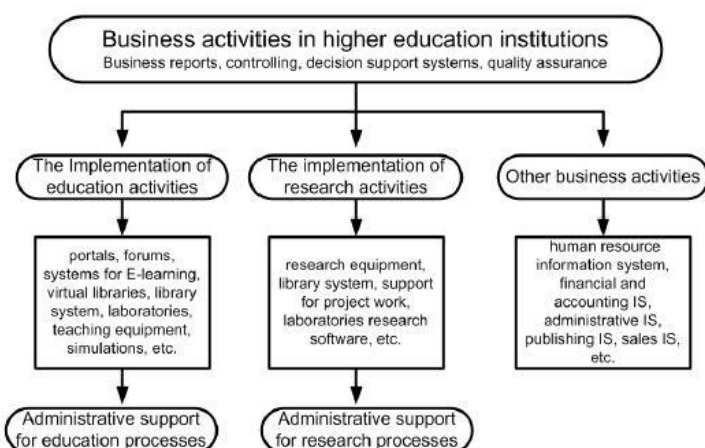 Business activities in higher education institutions
Business reports, controlling, decision support systems, quality assurance
The Implementation of
education activities
The implementation of
research activities
Other business activities
portals, forums,
systems for E-learning,
virtual libraries, library
system, laboratories,
teaching equipment,
simulations, etc.
research equipment,
library system, support
for project work,
laboratories research
software, etc.
human resource
information system,
financial and
accounting IS,
administrative IS,
publishing IS, sales IS,
etc.
Administrative support
for education processes
Administrative support
for research processes